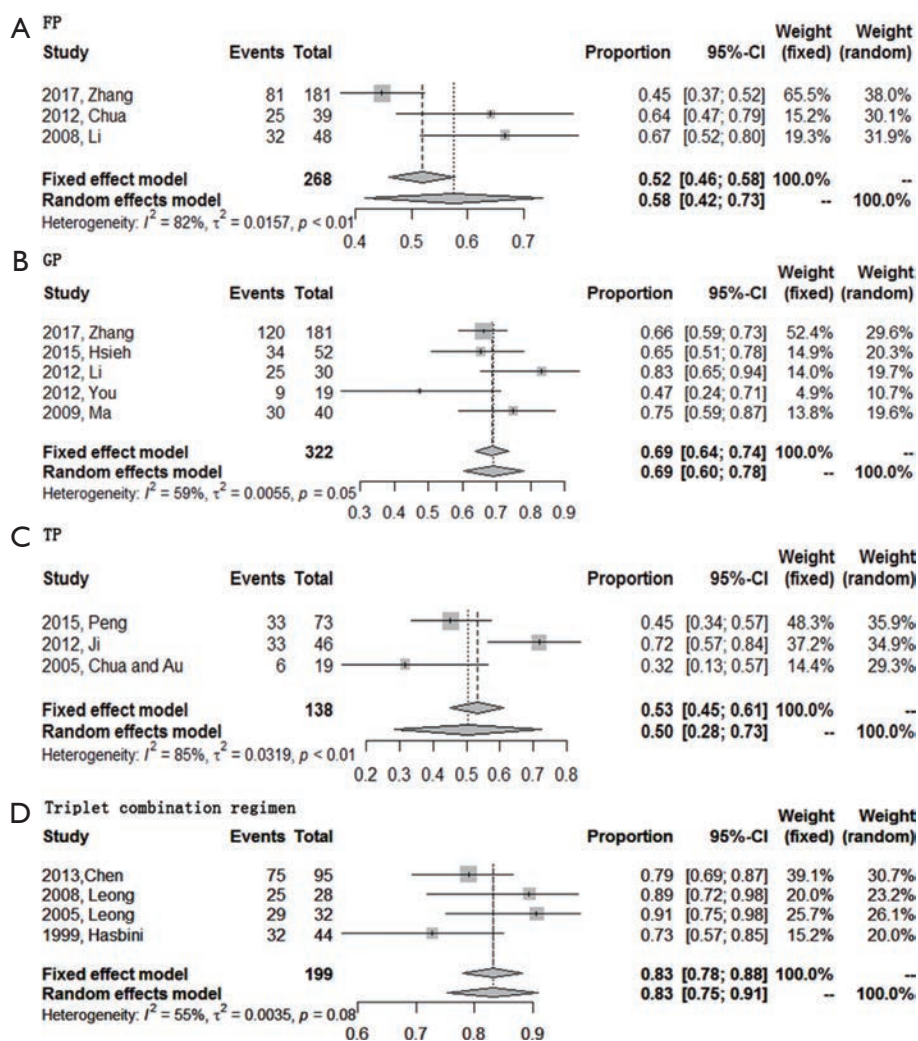 A FP
Study Events Total Proportion 95%-CI Weight (fixed) Weight (random)
2017, Zhang 81 181 0.45 [0.37; 0.52] 65.5% 38.0%
2012, Chua 25 39 0.64 [0.47; 0.79] 15.2% 30.1%
2008, Li 32 48 0.67 [0.52; 0.80] 19.3% 31.9%
Fixed effect model 268 0.52 [0.46; 0.58] 100.0% --
Random effects model 0.58 [0.42; 0.73] -- 100.0%
Heterogeneity: I² = 82%, τ² = 0.0157, p < 0.01
0.4 0.5 0.6 0.7
B GP
Study Events Total Proportion 95%-CI Weight (fixed) Weight (random)
2017, Zhang 120 181 0.66 [0.59; 0.73] 52.4% 29.6%
2015, Hsieh 34 52 0.65 [0.51; 0.78] 14.9% 20.3%
2012, Li 25 30 0.83 [0.65; 0.94] 14.0% 19.7%
2012, You 9 19 0.47 [0.24; 0.71] 4.9% 10.7%
2009, Ma 30 40 0.75 [0.59; 0.87] 13.8% 19.6%
Fixed effect model 322 0.69 [0.64; 0.74] 100.0% --
Random effects model 0.69 [0.60; 0.78] -- 100.0%
Heterogeneity: I² = 59%, τ² = 0.0055, p = 0.05
0.3 0.4 0.5 0.6 0.7 0.8 0.9
C TP
Study Events Total Proportion 95%-CI Weight (fixed) Weight (random)
2015, Peng 33 73 0.45 [0.34; 0.57] 48.3% 35.9%
2012, Ji 33 46 0.72 [0.57; 0.84] 37.2% 34.9%
2005, Chua and Au 6 19 0.32 [0.13; 0.57] 14.4% 29.3%
Fixed effect model 138 0.53 [0.45; 0.61] 100.0% --
Random effects model 0.50 [0.28; 0.73] -- 100.0%
Heterogeneity: I² = 85%, τ² = 0.0319, p < 0.01
0.2 0.3 0.4 0.5 0.6 0.7 0.8
D Triplet combination regimen
Study Events Total Proportion 95%-CI Weight (fixed) Weight (random)
2013,Chen 75 95 0.79 [0.69; 0.87] 39.1% 30.7%
2008, Leong 25 28 0.89 [0.72; 0.98] 20.0% 23.2%
2005, Leong 29 32 0.91 [0.75; 0.98] 25.7% 26.1%
1999, Hasbini 32 44 0.73 [0.57; 0.85] 15.2% 20.0%
Fixed effect model 199 0.83 [0.78; 0.88] 100.0% --
Random effects model 0.83 [0.75; 0.91] -- 100.0%
Heterogeneity: I² = 55%, τ² = 0.0035, p = 0.08
0.6 0.7 0.8 0.9